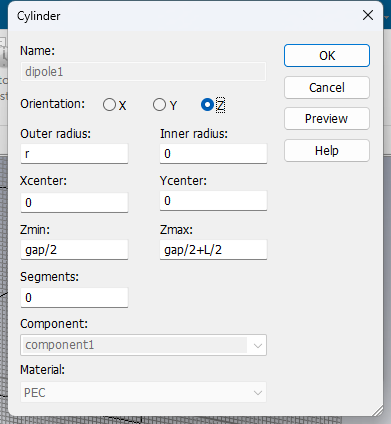 Cylinder
Name:
dipole1
Orientation: X Y Z
Outer radius: Inner radius:
r 0
Xcenter: Ycenter:
0 0
Zmin: Zmax:
gap/2 gap/2+L/2
Segments:
0
Component:
component1
Material:
PEC
OK
Cancel
Preview
Help